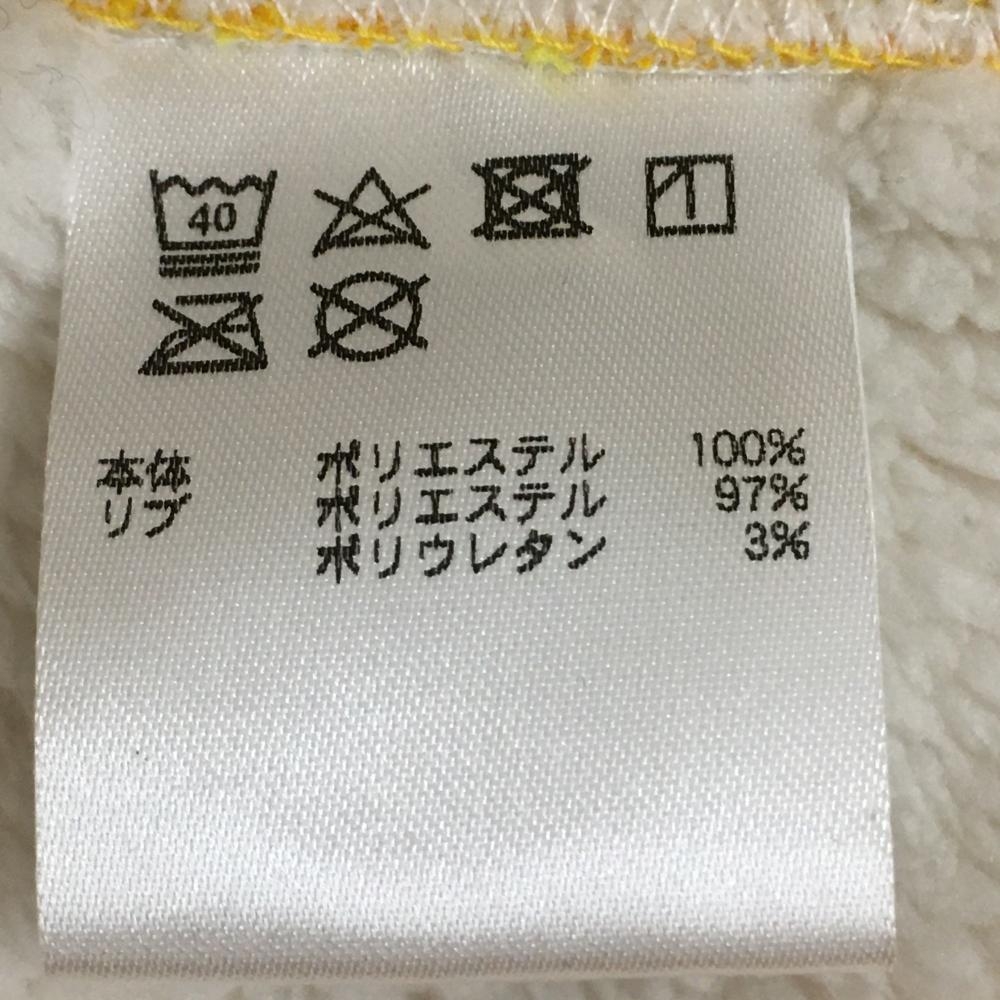 40
本体 ポリエステル 100%
リブ ポリエステル 97%
ポリウレタン 3%